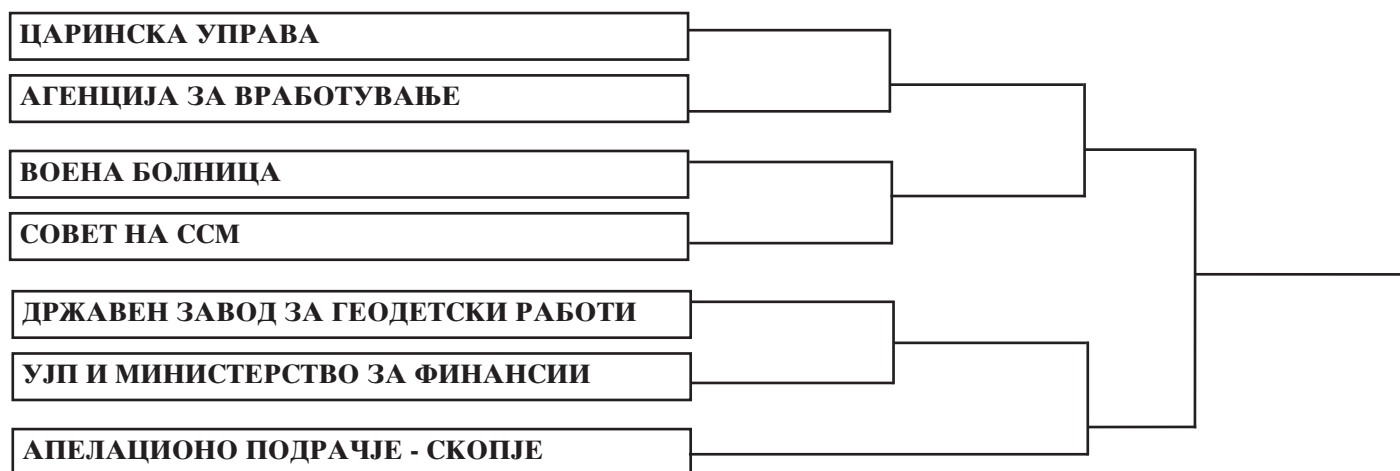 ЦАРИНСКА УПРАВА
АГЕНЦИЈА ЗА ВРАБОТУВАЊЕ
ВОЕНА БОЛНИЦА
СОВЕТ НА ССМ
ДРЖАВЕН ЗАВОД ЗА ГЕОДЕТСКИ РАБОТИ
УЈП И МИНИСТЕРСТВО ЗА ФИНАНСИИ
АПЕЛАЦИОНО ПОДРАЧЈЕ - СКОПЈЕ